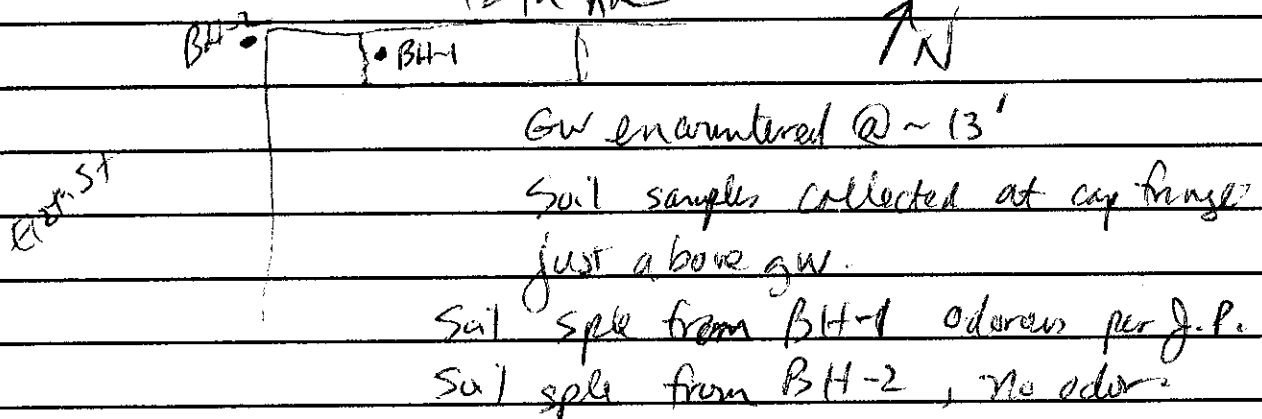 BH-2
BH-1
N
GW encountered @ ~ 13'
Soil samples collected at cap fringe
just above gw.
Soil sple from BH-1 odorous per J.P.
Soil sple from BH-2, no odor.
St